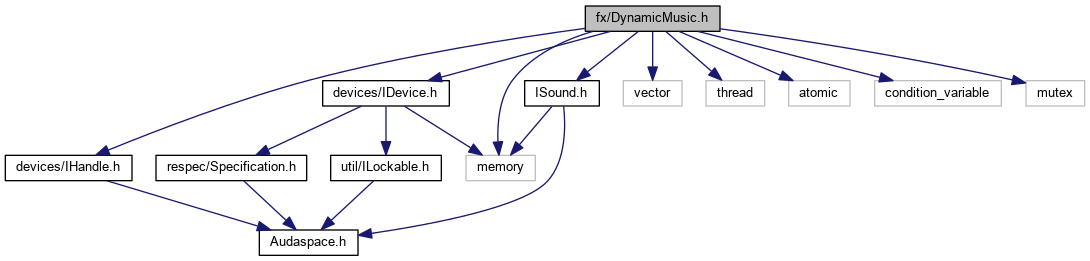 fx/DynamicMusic.h
devices/IDevice.h
ISound.h
vector
thread
atomic
condition_variable
mutex
devices/IHandle.h
respec/Specification.h
util/ILockable.h
memory
Audaspace.h